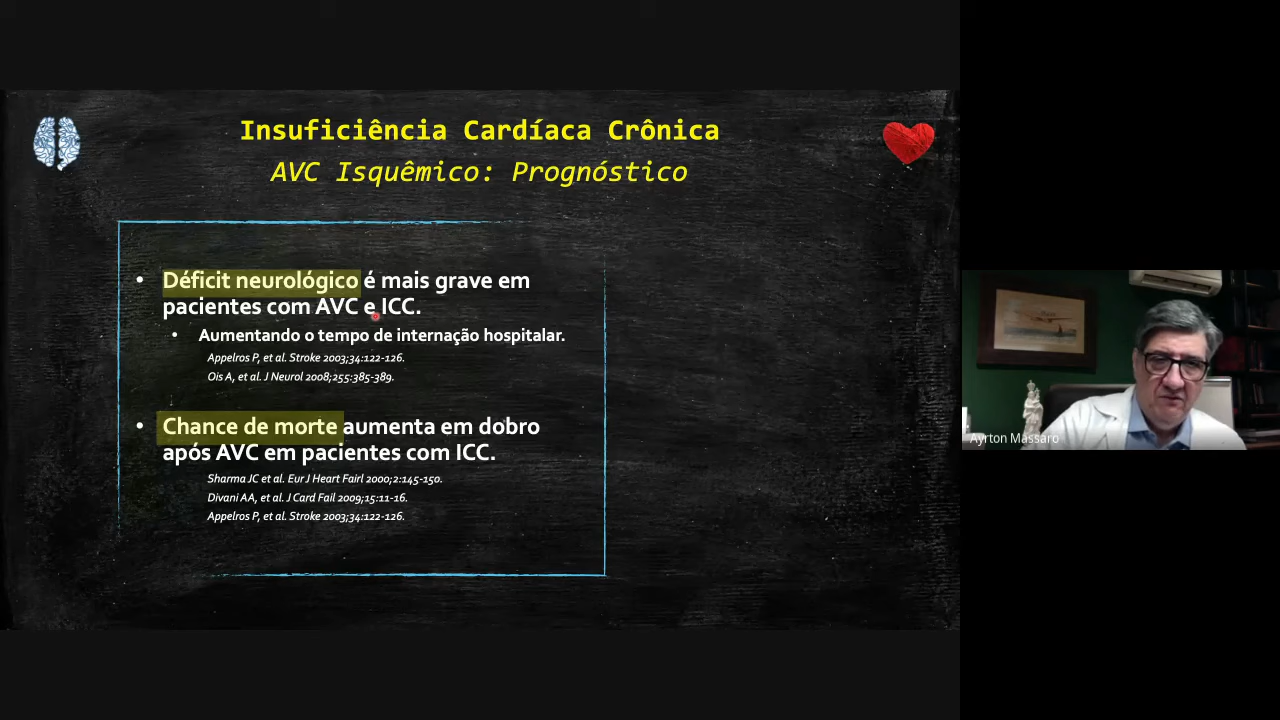 Insuficiência Cardíaca Crônica
AVC Isquêmico: Prognóstico
• Déficit neurológico é mais grave em
pacientes com AVC e ICC.
• Aumentando o tempo de internação hospitalar.
Appelros P, et al. Stroke 2003;34:122-126.
Ois A, et al. J Neurol 2008;255:385-389.
• Chance de morte aumenta em dobro
após AVC em pacientes com ICC.
Sharma JC et al. Eur J Heart Fairl 2000;2:145-150.
Divani AA, et al. J Card Fail 2009;15:11-16.
Appelros P, et al. Stroke 2003;34:122-126.
Ayrton Massaro